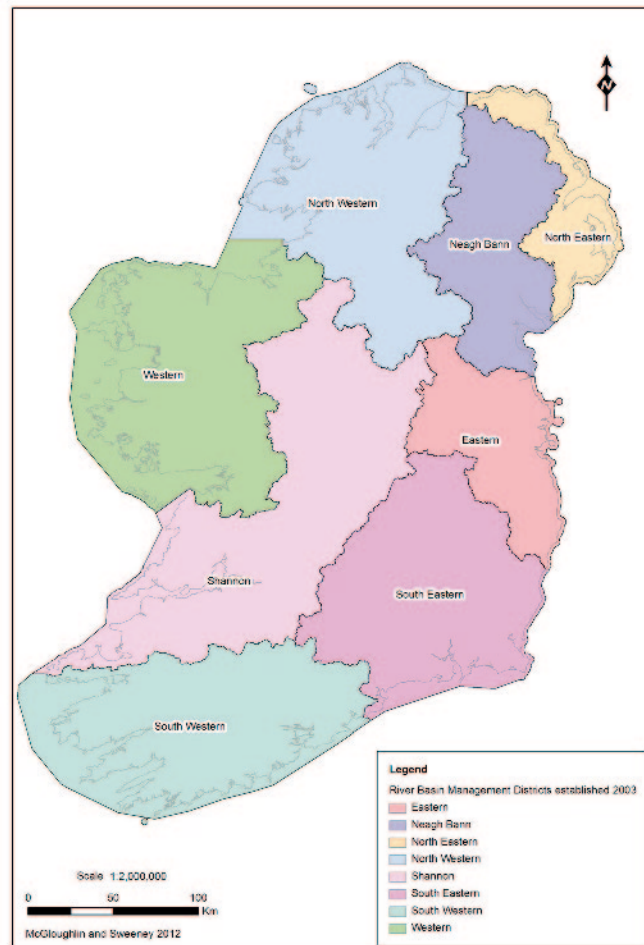 N
North Western
North Eastern
Neagh Bann
Western
Eastern
Shannon
South Eastern
South Western
Legend
River Basin Management Districts established 2003
Eastern
Neagh Bann
North Eastern
North Western
Shannon
South Eastern
South Western
Western
Scale 1:2,000,000
0 50 100
Km
McGloughlin and Sweeney 2012